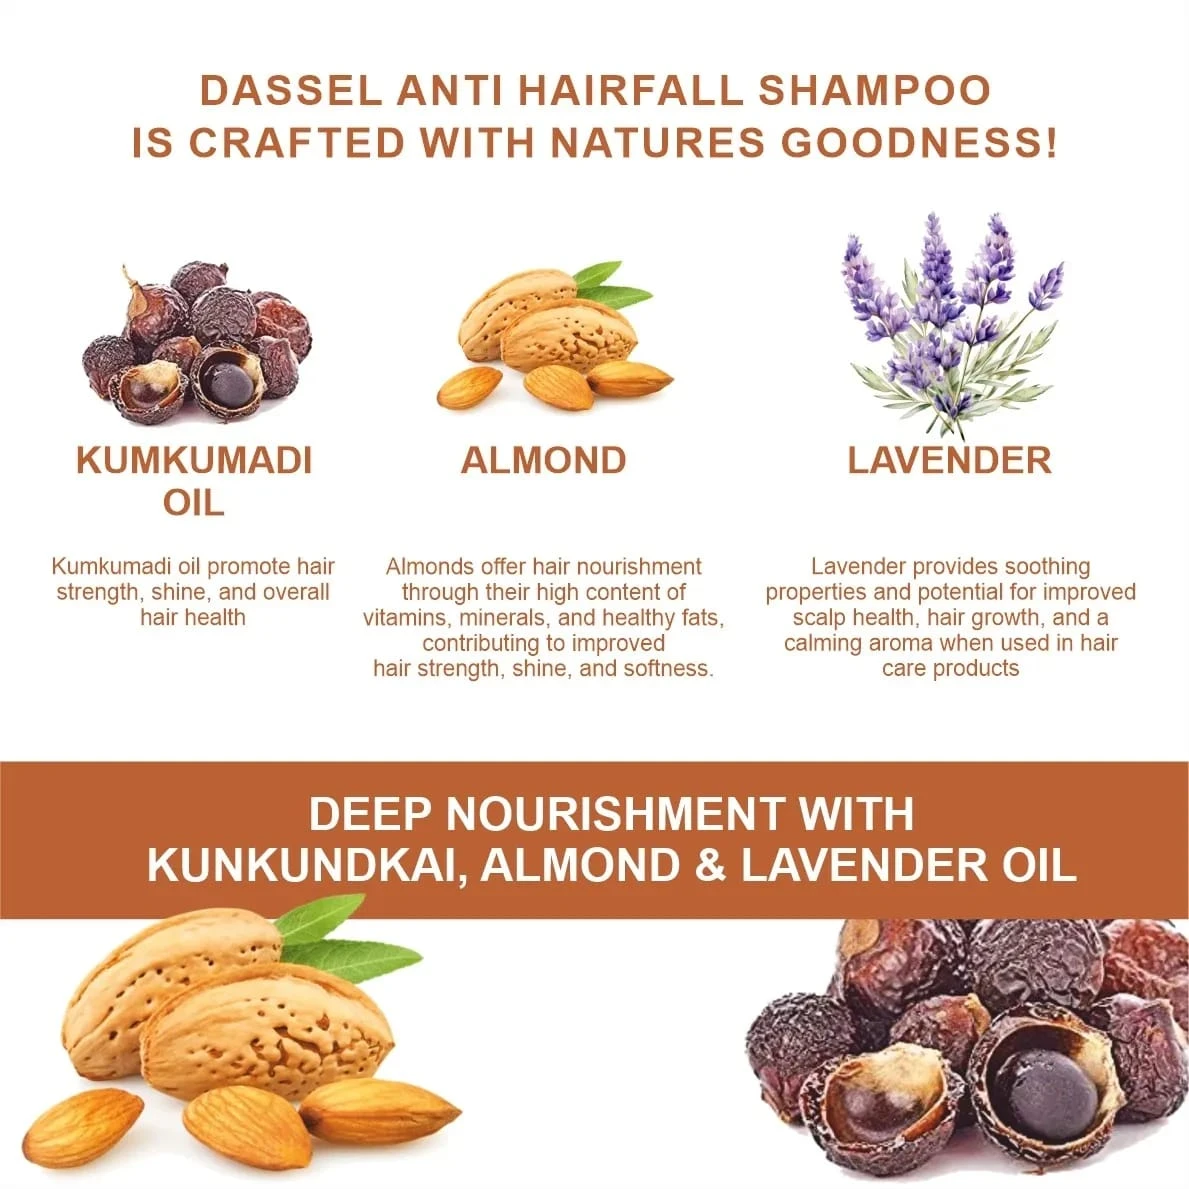 DASSEL ANTI HAIRFALL SHAMPOO
IS CRAFTED WITH NATURES GOODNESS!
KUMKUMADI
OIL
Kumkumadi oil promote hair
strength, shine, and overall
hair health
ALMOND
Almonds offer hair nourishment
through their high content of
vitamins, minerals, and healthy fats,
contributing to improved
hair strength, shine, and softness.
LAVENDER
Lavender provides soothing
properties and potential for improved
scalp health, hair growth, and a
calming aroma when used in hair
care products
DEEP NOURISHMENT WITH
KUNKUNDKAI, ALMOND & LAVENDER OIL